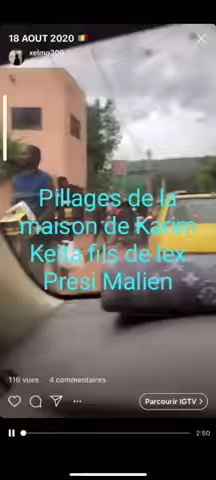 18 AOUT 2020 🇲🇱
xelmo309
Pillages de la
maison de Karim
Keita fils de lex
Presi Malien
116 vues 4 commentaires
Parcourir IGTV >
2:50